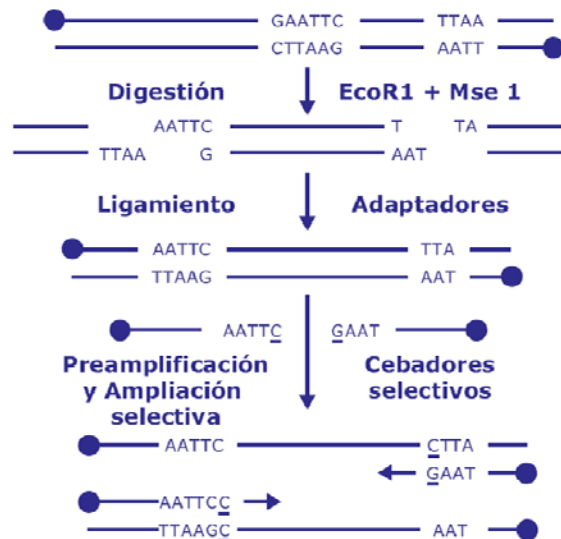 GAATTC TTAA
CTTAAG AATT
Digestión EcoR1 + Mse 1
AATTC T TA
TTAA G AAT
Ligamiento Adaptadores
AATTC TTA
TTAAG AAT
AATTC GAAT
Preamplificación Cebadores
y Ampliación selectivos
selectiva
AATTC CTTA
GAAT
AATTCC
TTAAGC AAT